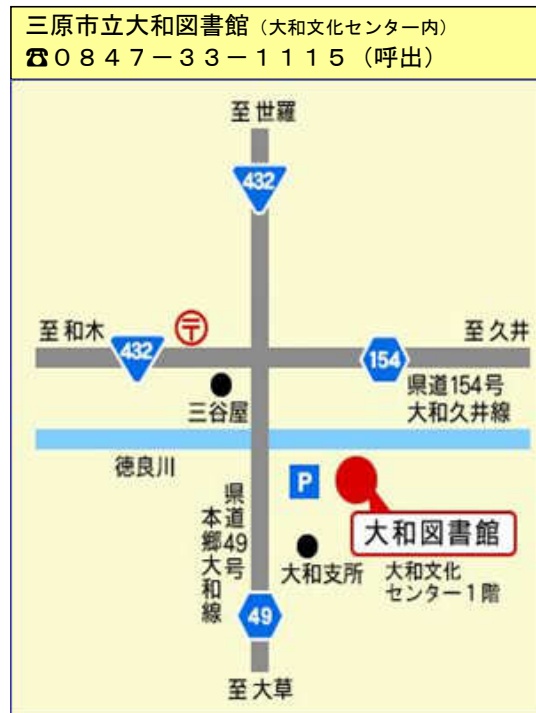 三原市立大和図書館（大和文化センター内）
☎０８４７－３３－１１１５（呼出）
至世羅
432
至和木
432
〒
至久井
154
県道154号
大和久井線
三谷屋
徳良川
P
大和図書館
県道49号
本郷大和線
大和支所
大和文化
センター１階
49
至大草